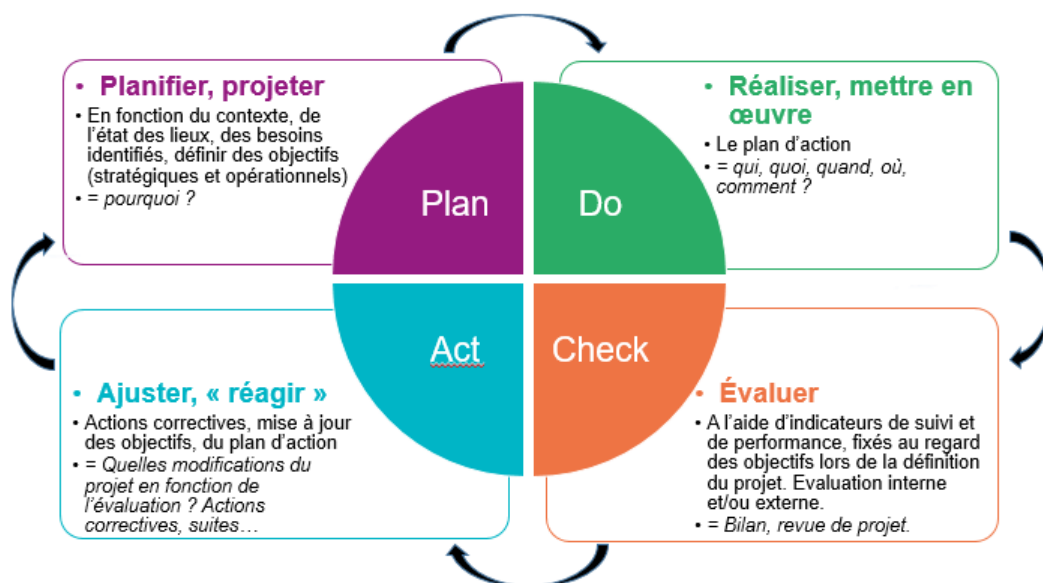 • Planifier, projeter
• En fonction du contexte, de
l'état des lieux, des besoins
identifiés, définir des objectifs
(stratégiques et opérationnels)
• = pourquoi ?
Plan
• Réaliser, mettre en
œuvre
• Le plan d'action
• = qui, quoi, quand, où,
comment ?
Do
• Ajuster, « réagir »
• Actions correctives, mise à jour
des objectifs, du plan d'action
• = Quelles modifications du
projet en fonction de
l'évaluation ? Actions
correctives, suites…
Act
Check
• Évaluer
• A l'aide d'indicateurs de suivi et
de performance, fixés au regard
des objectifs lors de la définition
du projet. Evaluation interne
et/ou externe.
• = Bilan, revue de projet.